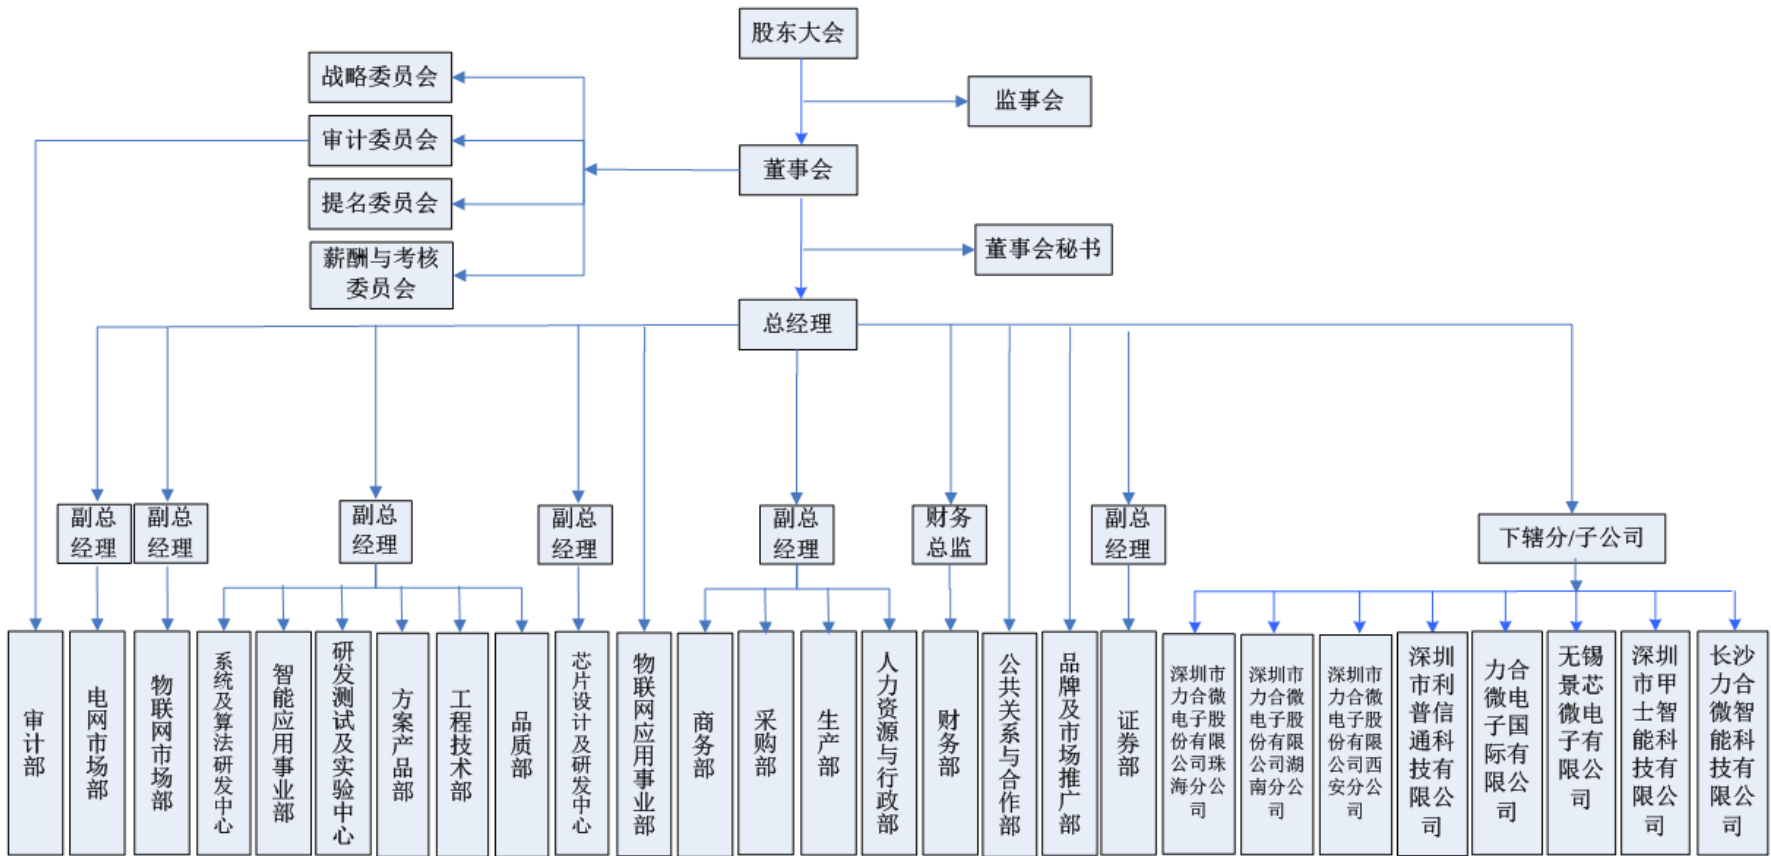 股东大会
战略委员会
监事会
审计委员会
董事会
提名委员会
薪酬与考核
委员会
董事会秘书
总经理
副总
经理
副总
经理
副总
经理
副总
经理
副总
经理
财务
总监
副总
经理
下辖分/子公司
审计部
电网市场部
物联网市场部
系统及算法研发中心
智能应用事业部
研发测试及实验中心
方案产品部
工程技术部
品质部
芯片设计及研发中心
物联网应用事业部
商务部
采购部
生产部
人力资源与行政部
财务部
公共关系与合作部
品牌及市场推广部
证券部
深圳市
力合微
电子股
份有限
公司珠
海分公
司
深圳市
力合微
电子股
份有限
公司湖
南分公
司
深圳市
力合微
电子股
份有限
公司西
安分公
司
深圳
市利
普信
通科
技有
限公
司
力合
微电
子国
际有
限公
司
无锡
景芯
微电
子有
限公
司
深圳
市甲
士智
能科
技有
限公
司
长沙
力合
微智
能科
技有
限公
司